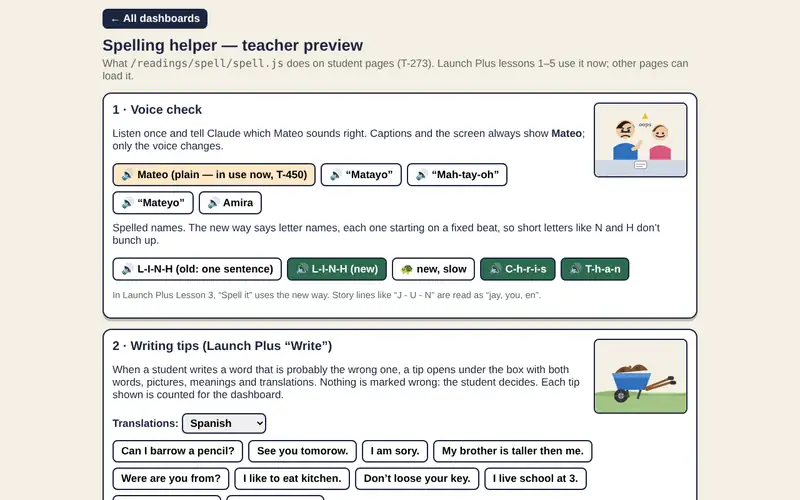 ← All dashboards
Spelling helper — teacher preview
What /readings/spell/spell.js does on student pages (T-273). Launch Plus lessons 1–5 use it now; other pages can
load it.
1 · Voice check
Listen once and tell Claude which Mateo sounds right. Captions and the screen always show Mateo;
only the voice changes.
oops
Mateo (plain — in use now, T-450)
“Matayo”
“Mah-tay-oh”
“Mateyo”
Amira
Spelled names. The new way says letter names, each one starting on a fixed beat, so short letters like N and H don’t
bunch up.
L-I-N-H (old: one sentence)
L-I-N-H (new)
new, slow
C-h-r-i-s
T-h-a-n
In Launch Plus Lesson 3, “Spell it” uses the new way. Story lines like “J - U - N” are read as “jay, you, en”.
2 · Writing tips (Launch Plus “Write”)
When a student writes a word that is probably the wrong one, a tip opens under the box with both
words, pictures, meanings and translations. Nothing is marked wrong: the student decides. Each tip
shown is counted for the dashboard.
Translations: Spanish
Can I barrow a pencil?
See you tomorow.
I am sory.
My brother is taller then me.
Were are you from?
I like to eat kitchen.
Don’t loose your key.
I live school at 3.